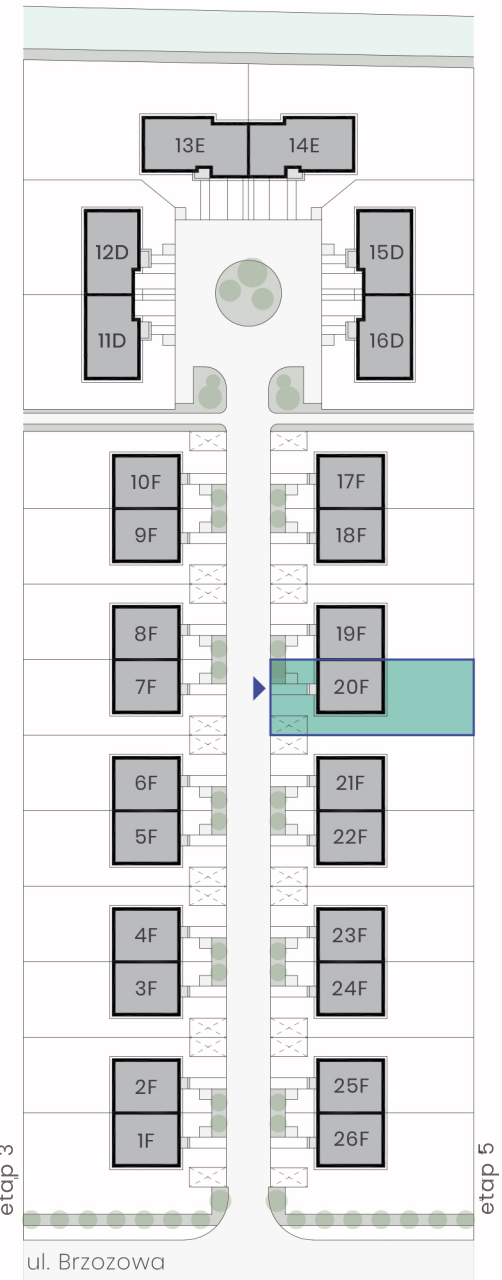 13E 14E
12D 15D
11D 16D
10F 17F
9F 18F
8F 19F
7F 20F
6F 21F
5F 22F
4F 23F
3F 24F
2F 25F
1F 26F
etap 3
etap 5
ul. Brzozowa